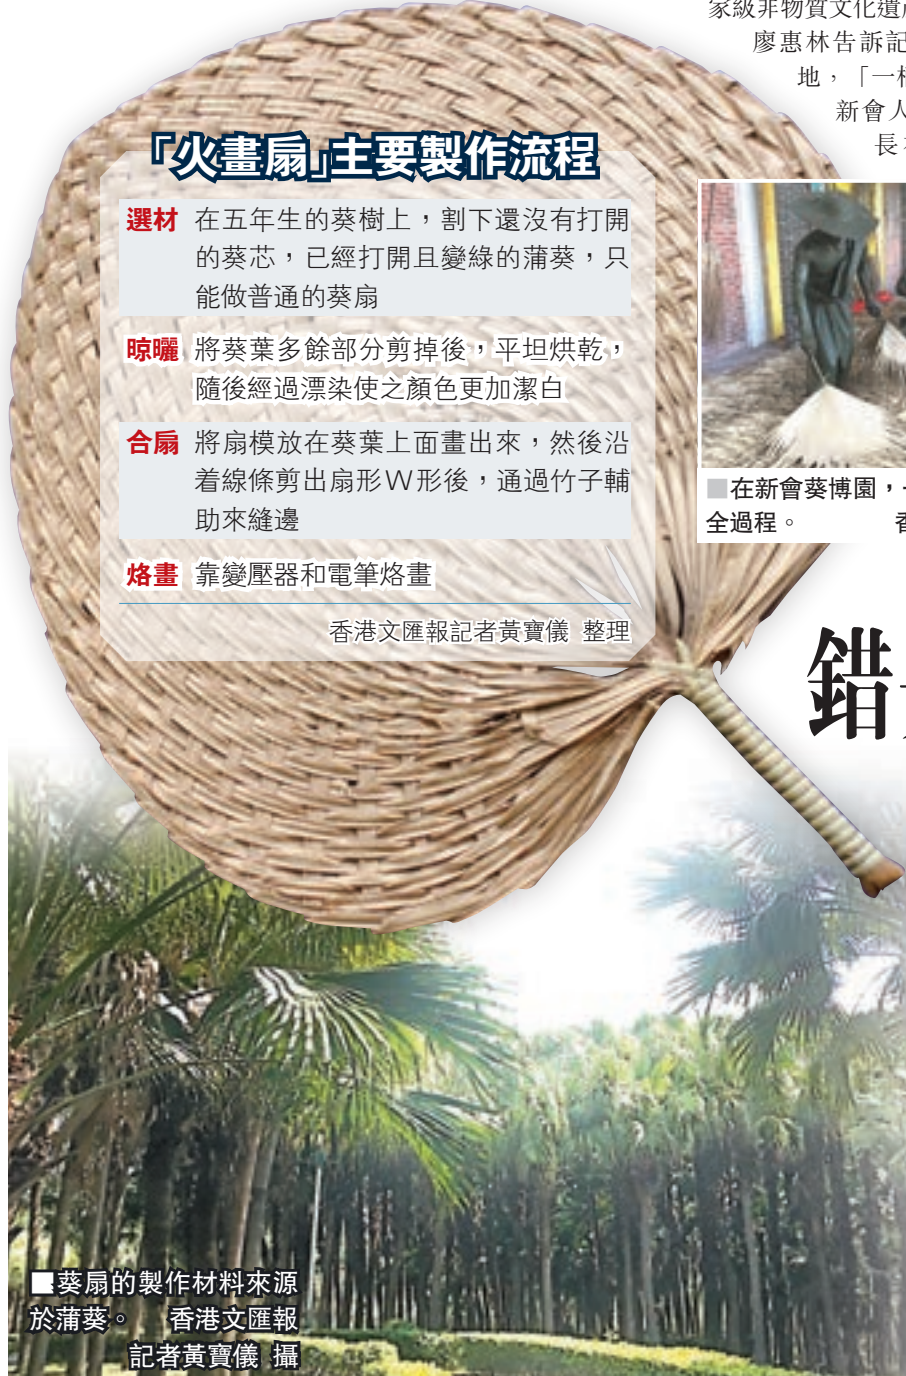 家級非物質文化遺
廖惠林告訴記
地，「一
新會人
長
「火畫扇」主要製作流程
選材 在五年生的葵樹上，割下還沒有打開
的葵芯，已經打開且變綠的蒲葵，只
能做普通的葵扇
晾曬 將葵葉多餘部分剪掉後，平坦烘乾，
隨後經過漂染使之顏色更加潔白
合扇 將扇模放在葵葉上面畫出來，然後沿
着線條剪出扇形W形後，通過竹子輔
助來縫邊
烙畫 靠變壓器和電筆烙畫
香港文匯報記者黃寶儀 整理
■在新會葵博園，
全過程。
錯
■葵扇的製作材料來源
於蒲葵。 香港文匯報
記者黃寶儀 攝